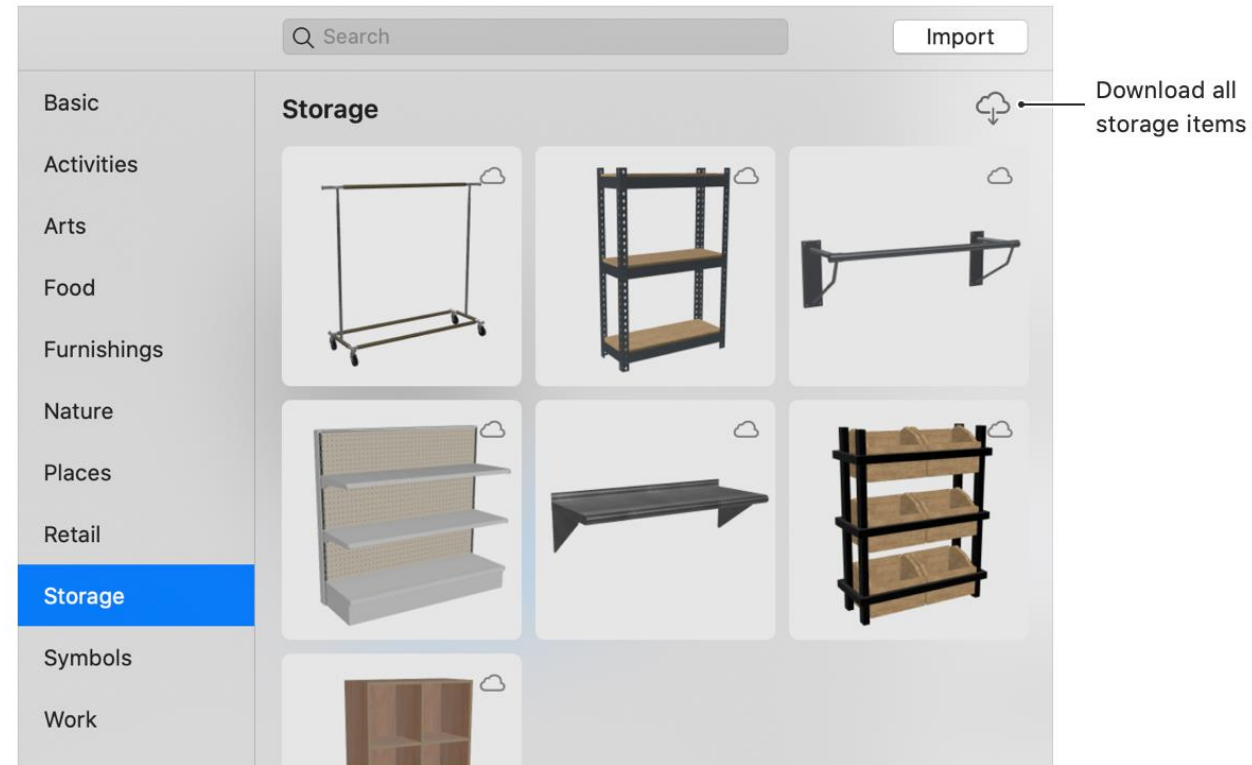 Search
Import
Basic
Activities
Arts
Food
Furnishings
Nature
Places
Retail
Storage
Symbols
Work
Storage
Download all
storage items